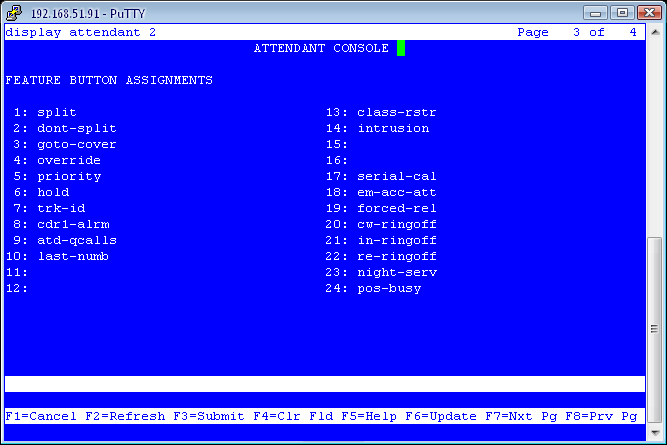 192.168.51.91 - PuTTY
display attendant 2 Page 3 of 4
ATTENDANT CONSOLE
FEATURE BUTTON ASSIGNMENTS
1: split 13: class-rstr
2: dont-split 14: intrusion
3: goto-cover 15:
4: override 16:
5: priority 17: serial-cal
6: hold 18: em-acc-att
7: trk-id 19: forced-rel
8: cdr1-alrm 20: cw-ringoff
9: atd-qcalls 21: in-ringoff
10: last-numb 22: re-ringoff
11: 23: night-serv
12: 24: pos-busy
F1=Cancel F2=Refresh F3=Submit F4=Clr Fld F5=Help F6=Update F7=Nxt Pg F8=Prv Pg